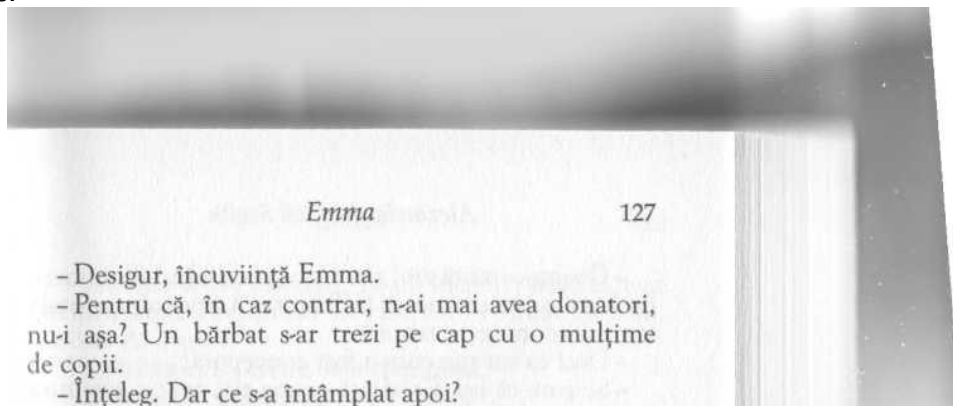 Emma 127
– Desigur, încuviință Emma.
– Pentru că, în caz contrar, n-ai mai avea donatori,
nu-i așa? Un bărbat s-ar trezi pe cap cu o mulțime
de copii.
– Înțeleg. Dar ce s-a întâmplat apoi?